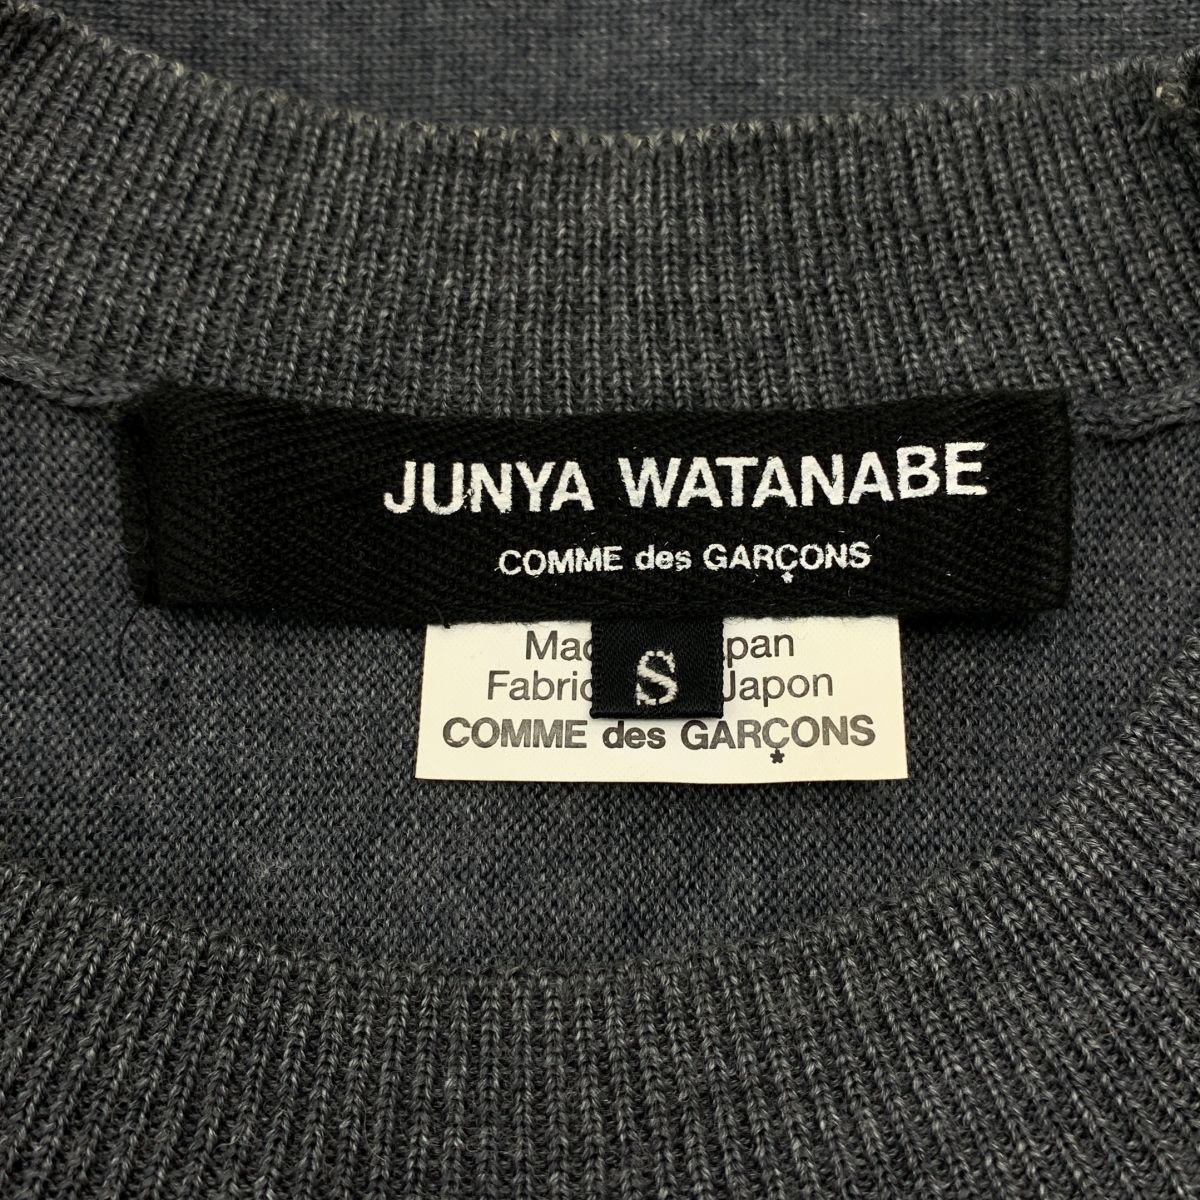 JUNYA WATANABE
COMME des GARÇONS
S
COMME des GARÇONS